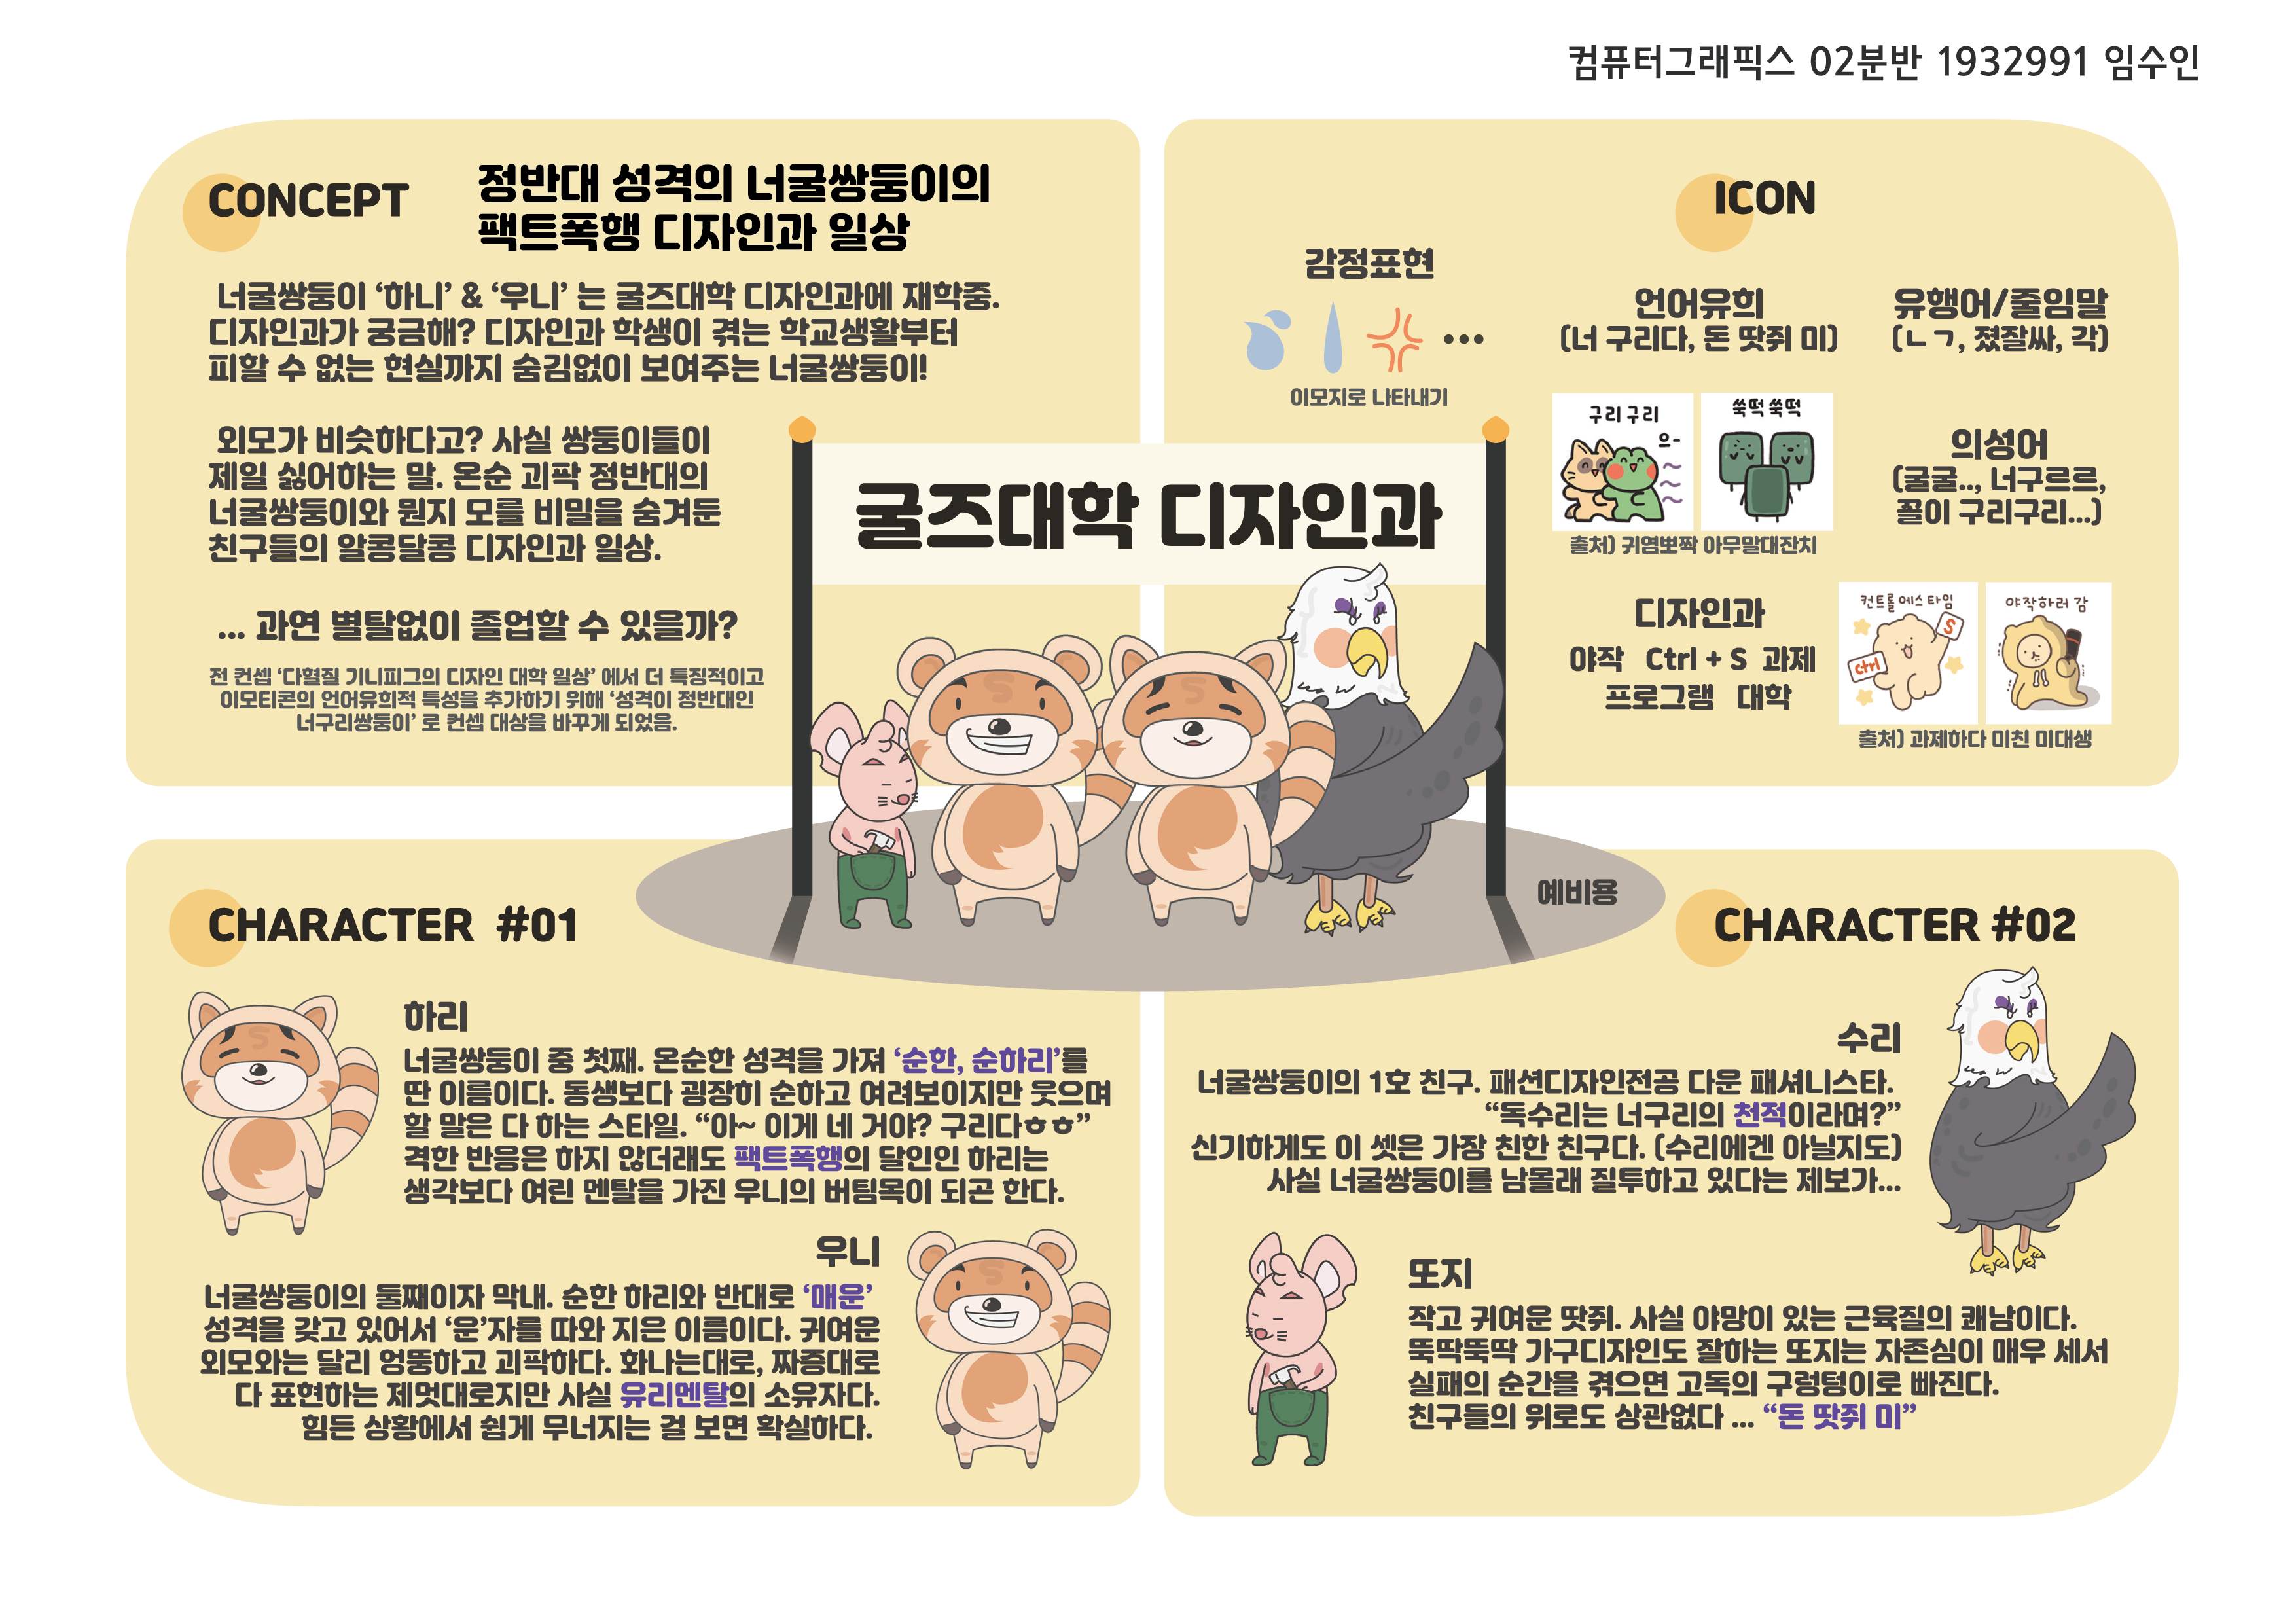 컴퓨터그래픽스 02분반 1932991 임수인
CONCEPT
정반대 성격의 너굴쌍둥이의
팩트폭행 디자인과 일상
너굴쌍둥이 ‘하니’ & ‘우니’ 는 굴즈대학 디자인과에 재학중.
디자인과가 궁금해? 디자인과 학생이 겪는 학교생활부터
피할 수 없는 현실까지 숨김없이 보여주는 너굴쌍둥이!
외모가 비슷하다고? 사실 쌍둥이들이
제일 싫어하는 말. 온순 괴팍 정반대의
너굴쌍둥이와 뭔지 모를 비밀을 숨겨둔
친구들의 알콩달콩 디자인과 일상.
... 과연 별탈없이 졸업할 수 있을까?
전 컨셉 ‘다혈질 기니피그의 디자인 대학 일상’ 에서 더 특징적이고
이모티콘의 언어유희적 특성을 추가하기 위해 ‘성격이 정반대인
너구리쌍둥이’ 로 컨셉 대상을 바꾸게 되었음.
ICON
감정표현
...
이모지로 나타내기
언어유희
(너 구리다, 돈 땃쥐 미)
유행어/줄임말
(ㄴㄱ, 졌잘싸, 각)
구리 구리
으-
쑥떡 쑥떡
출처) 귀염뽀짝 아무말대잔치
의성어
(굴굴.., 너구르르,
꼴이 구리구리...)
디자인과
야작 Ctrl + S 과제
프로그램 대학
컨트롤에스 타임
S
ctrl
야작하러 감
출처) 과제하다 미친 미대생
굴즈대학 디자인과
S
예비용
CHARACTER #01
하리
너굴쌍둥이 중 첫째. 온순한 성격을 가져 ‘순한, 순하리’를
딴 이름이다. 동생보다 굉장히 순하고 여려보이지만 웃으며
할 말은 다 하는 스타일. “아~ 이게 네 거야? 구리다ㅎㅎ”
격한 반응은 하지 않더래도 팩트폭행의 달인인 하리는
생각보다 여린 멘탈을 가진 우니의 버팀목이 되곤 한다.
S
우니
너굴쌍둥이의 둘째이자 막내. 순한 하리와 반대로 ‘매운’
성격을 갖고 있어서 ‘운’자를 따와 지은 이름이다. 귀여운
외모와는 달리 엉뚱하고 괴팍하다. 화나는대로, 짜증대로
다 표현하는 제멋대로지만 사실 유리멘탈의 소유자다.
힘든 상황에서 쉽게 무너지는 걸 보면 확실하다.
S
CHARACTER #02
수리
너굴쌍둥이의 1호 친구. 패션디자인전공 다운 패셔니스타.
“독수리는 너구리의 천적이라며?”
신기하게도 이 셋은 가장 친한 친구다. (수리에겐 아닐지도)
사실 너굴쌍둥이를 남몰래 질투하고 있다는 제보가...
또지
작고 귀여운 땃쥐. 사실 야망이 있는 근육질의 쾌남이다.
뚝딱뚝딱 가구디자인도 잘하는 또지는 자존심이 매우 세서
실패의 순간을 겪으면 고독의 구렁텅이로 빠진다.
친구들의 위로도 상관없다 ... “돈 땃쥐 미”